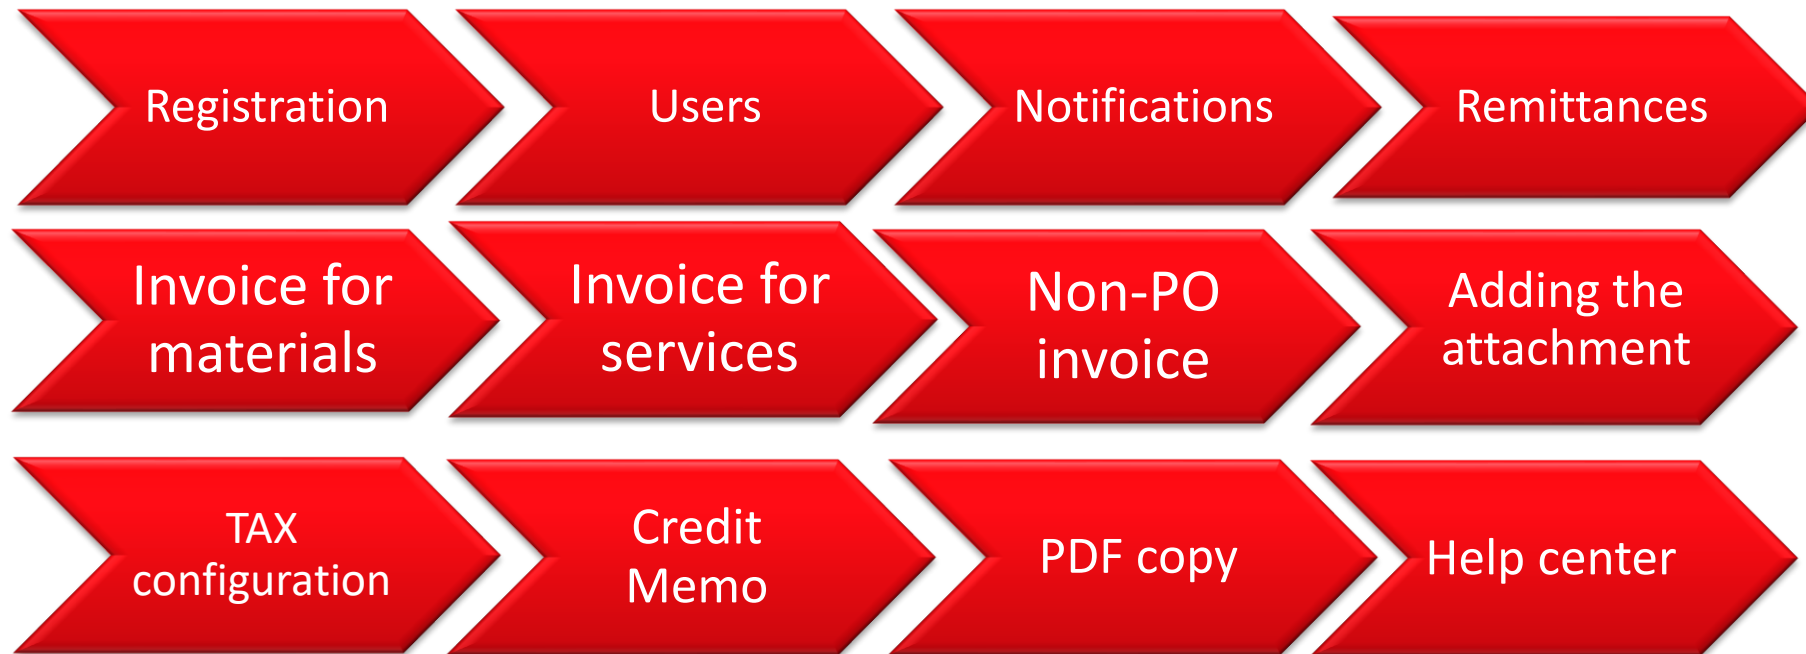 Registration
Users
Notifications
Remittances
Invoice for
materials
Invoice for
services
Non-PO
invoice
Adding the
attachment
TAX
configuration
Credit
Memo
PDF copy
Help center